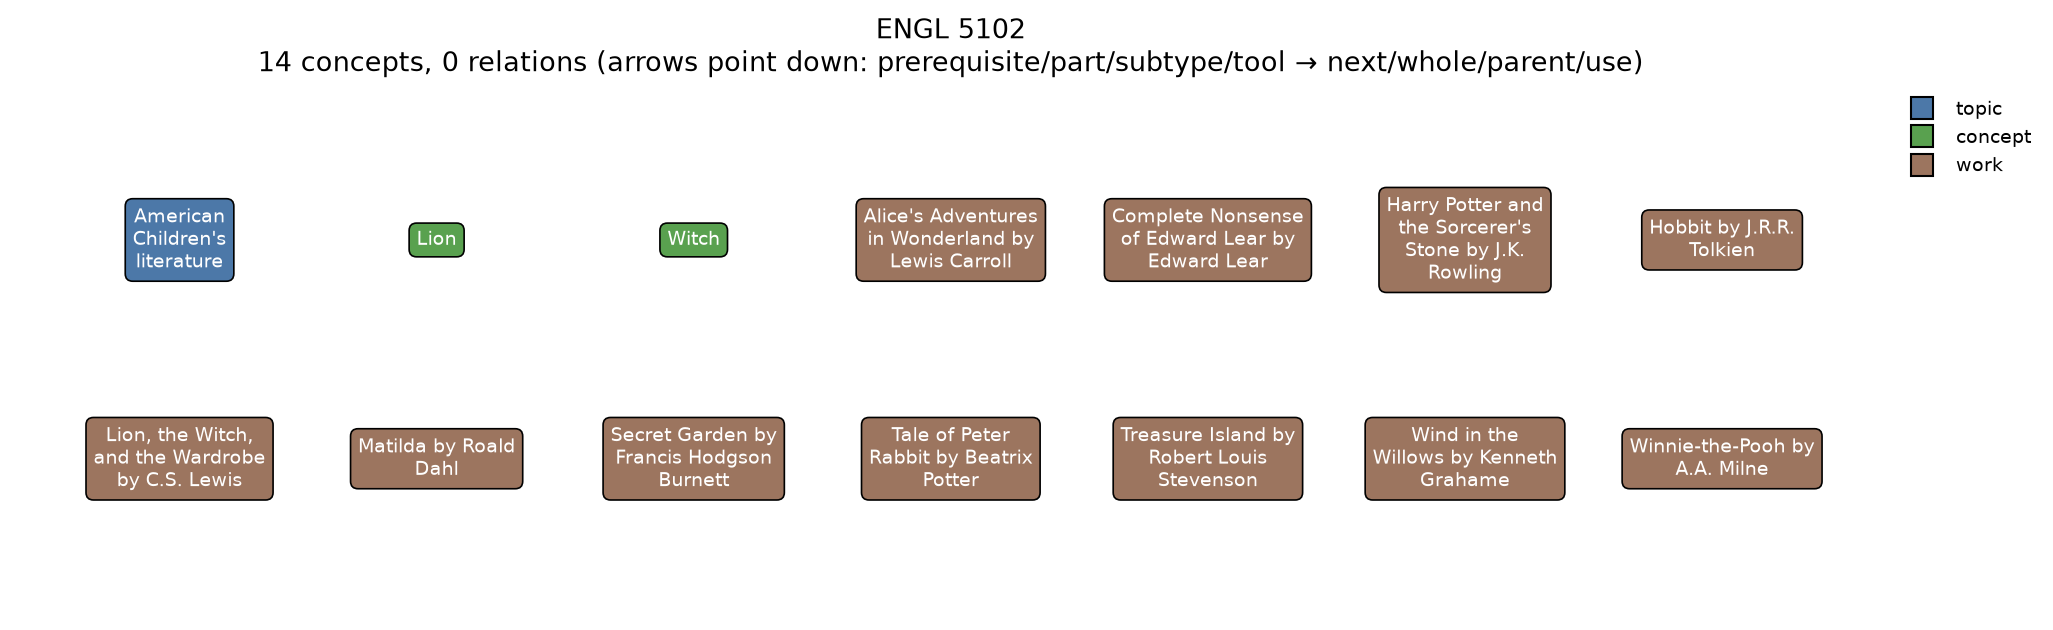 ENGL 5102
14 concepts, 0 relations (arrows point down: prerequisite/part/subtype/tool → next/whole/parent/use)
topic
concept
work
American
Children's
literature
Lion
Witch
Alice's Adventures
in Wonderland by
Lewis Carroll
Complete Nonsense
of Edward Lear by
Edward Lear
Harry Potter and
the Sorcerer's
Stone by J.K.
Rowling
Hobbit by J.R.R.
Tolkien
Lion, the Witch,
and the Wardrobe
by C.S. Lewis
Matilda by Roald
Dahl
Secret Garden by
Francis Hodgson
Burnett
Tale of Peter
Rabbit by Beatrix
Potter
Treasure Island by
Robert Louis
Stevenson
Wind in the
Willows by Kenneth
Grahame
Winnie-the-Pooh by
A.A. Milne